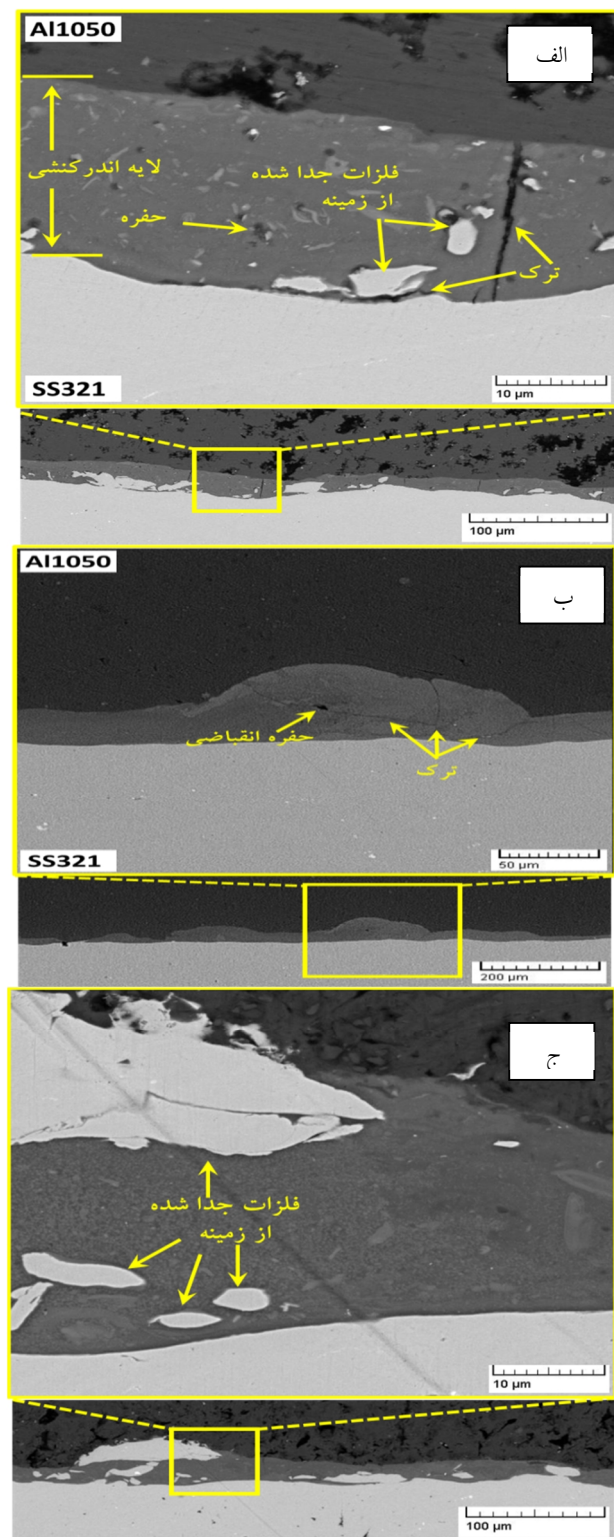 Al1050
الف
لایه اندرکنشی
فلزات جدا شده
از زمینه
حفره
ترک
SS321
10 µm
100 µm
Al1050
ب
حفره انقباضی
ترک
SS321
50 µm
200 µm
ج
فلزات جدا شده
از زمینه
10 µm
100 µm